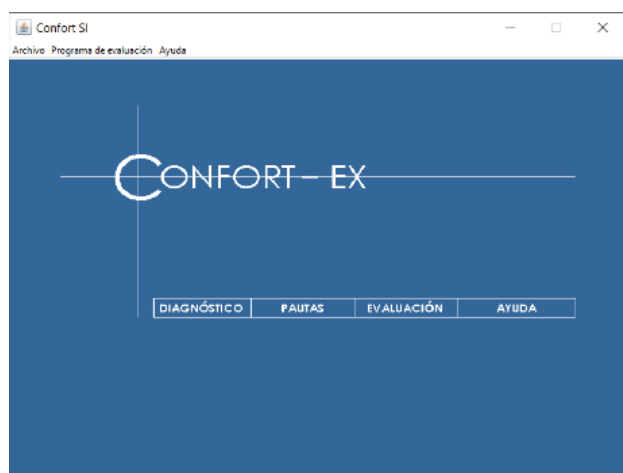 Confort SI
Archivo Programa de evaluación Ayuda
CONFORT - EX
DIAGNÓSTICO PAUTAS EVALUACIÓN AYUDA